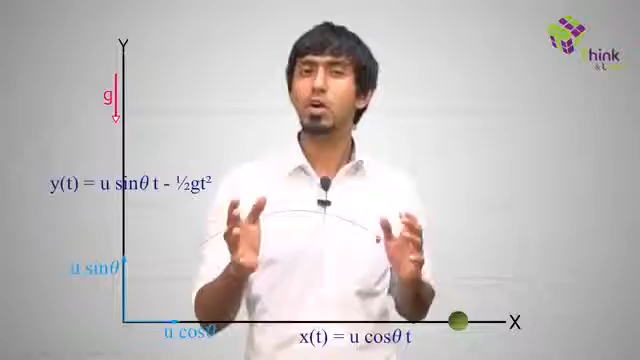 Y
think
&
g
y(t) = u sinθ t - ½gt²
u sinθ
u cosθ
x(t) = u cosθ t
X